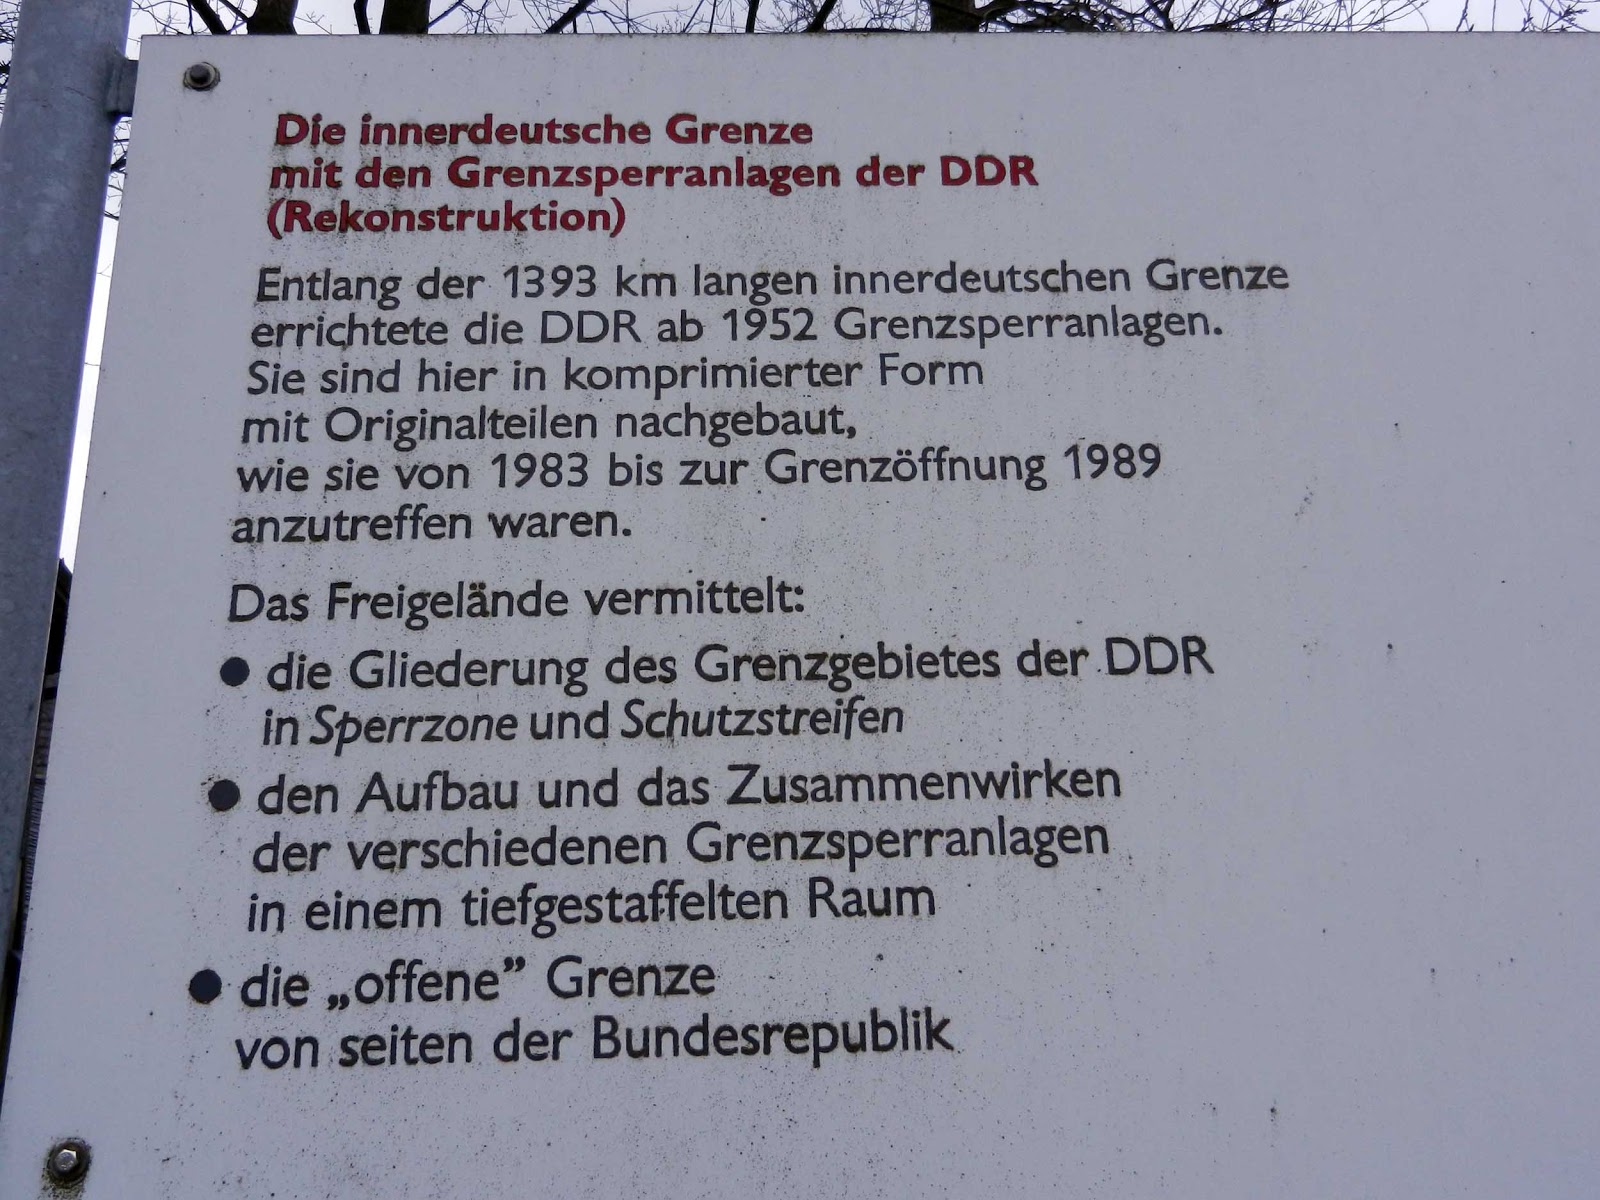 Die innerdeutsche Grenze
mit den Grenzsperranlagen der DDR
(Rekonstruktion)
Entlang der 1393 km langen innerdeutschen Grenze
errichtete die DDR ab 1952 Grenzsperranlagen.
Sie sind hier in komprimierter Form
mit Originalteilen nachgebaut,
wie sie von 1983 bis zur Grenzöffnung 1989
anzutreffen waren.
Das Freigelände vermittelt:
● die Gliederung des Grenzgebietes der DDR
in Sperrzone und Schutzstreifen
● den Aufbau und das Zusammenwirken
der verschiedenen Grenzsperranlagen
in einem tiefgestaffelten Raum
● die „offene” Grenze
von seiten der Bundesrepublik